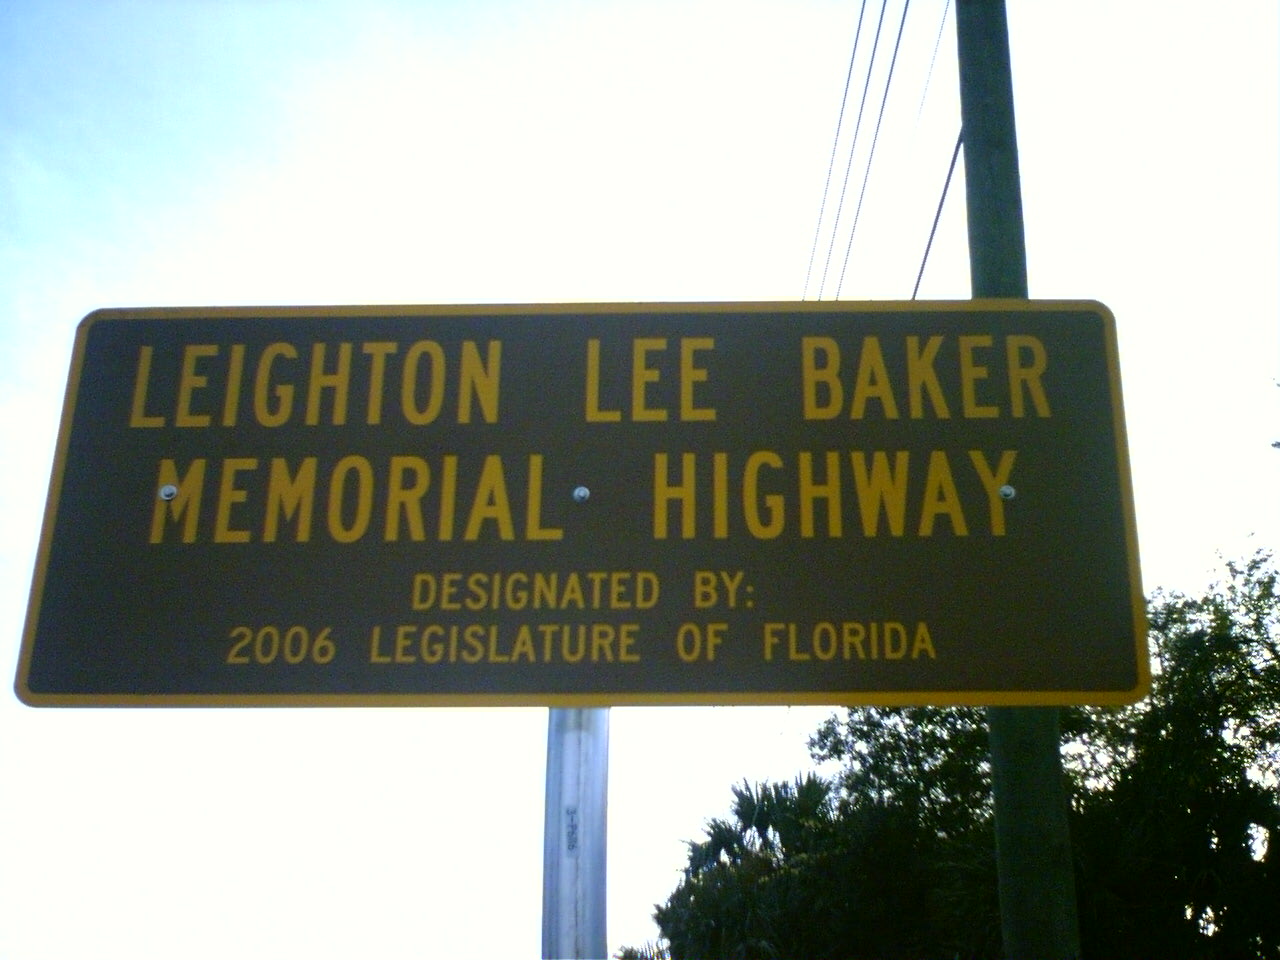 LEIGHTON LEE BAKER
MEMORIAL HIGHWAY
DESIGNATED BY:
2006 LEGISLATURE OF FLORIDA